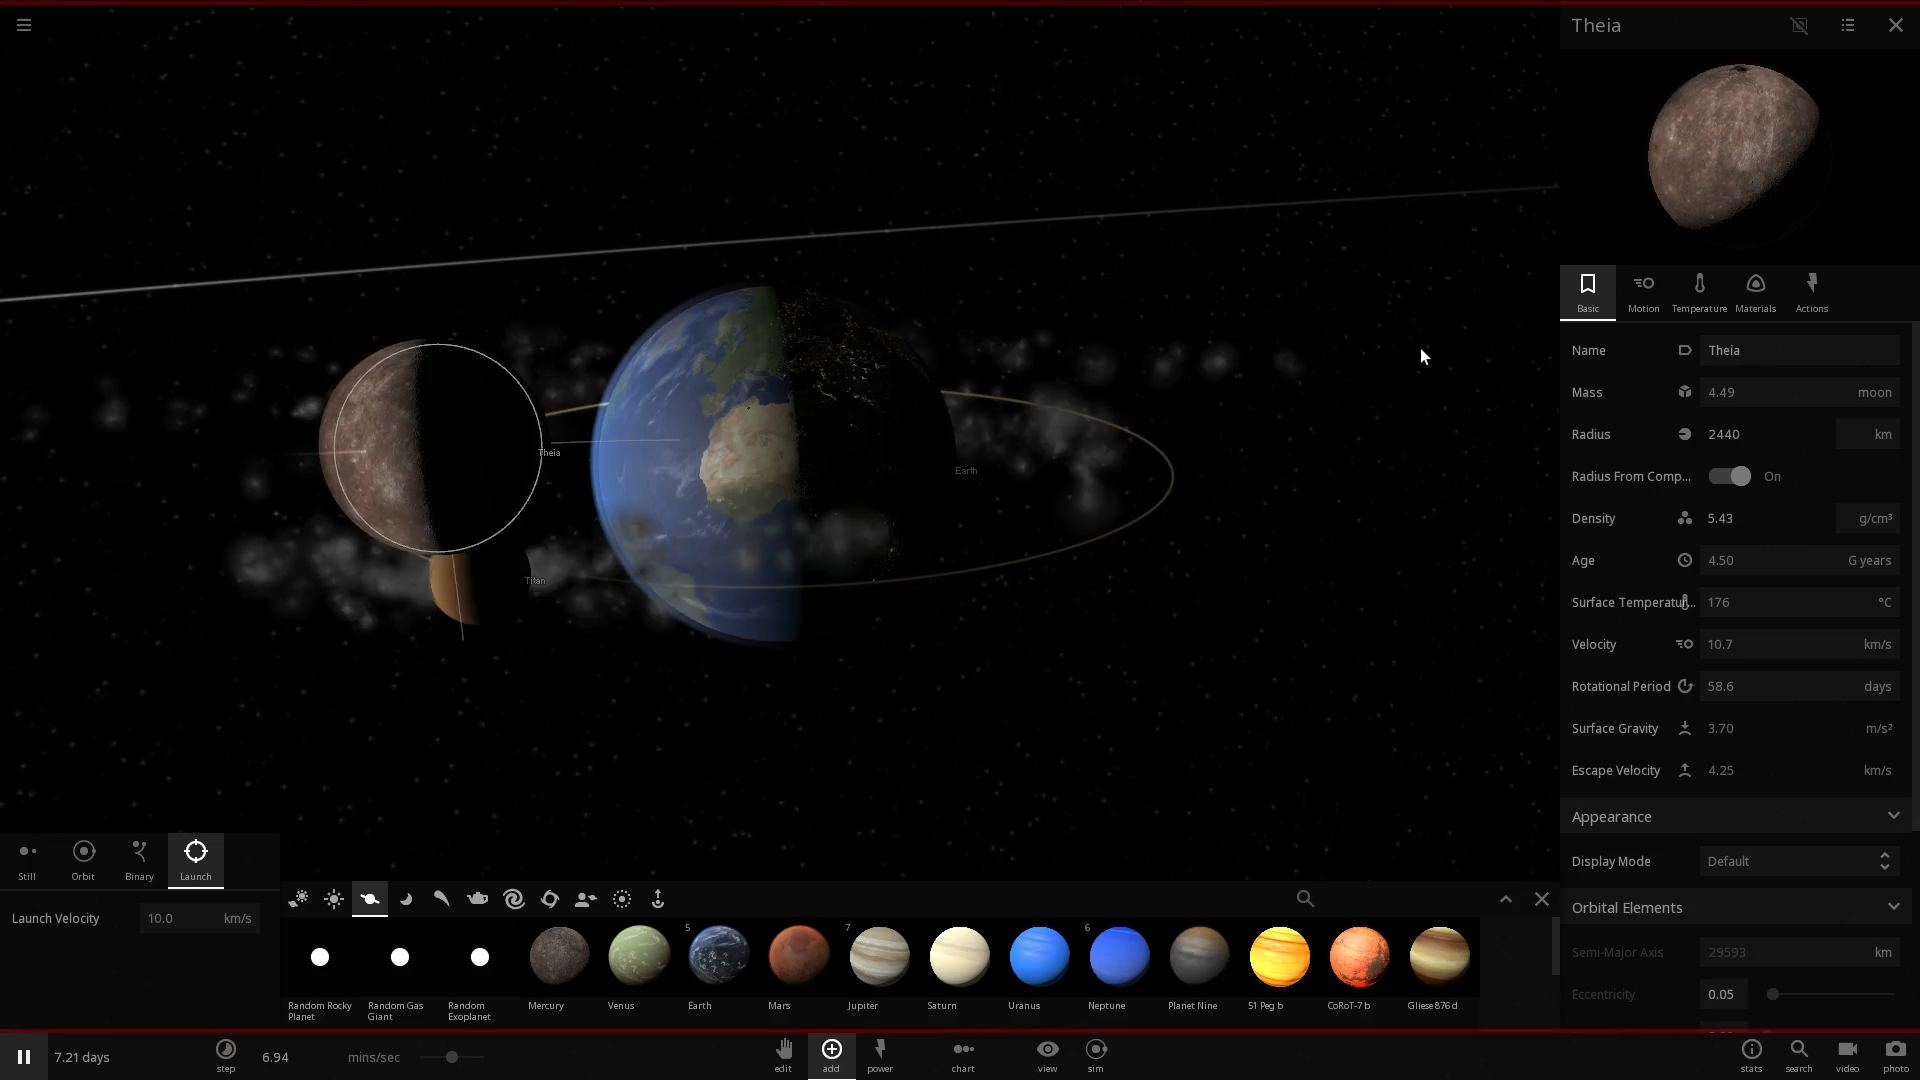 Theia
Basic
Motion
Temperature
Materials
Actions
Name
Theia
Mass
4.49
moon
Radius
2440
km
Radius From Comp...
On
Density
5.43
g/cm³
Age
4.50
G years
Surface Temperatur...
176
°C
Velocity
10.7
km/s
Rotational Period
58.6
days
Surface Gravity
3.70
m/s²
Escape Velocity
4.25
km/s
Appearance
Display Mode
Default
Orbital Elements
Semi-Major Axis
29593
km
Eccentricity
0.05
Theia
Earth
Titan
Still
Orbit
Binary
Launch
Launch Velocity
10.0
km/s
5
7
6
Random Rocky
Planet
Random Gas
Giant
Random
Exoplanet
Mercury
Venus
Earth
Mars
Jupiter
Saturn
Uranus
Neptune
Planet Nine
51 Peg b
CoRoT-7 b
Gliese 876 d
7.21 days
step
6.94
mins/sec
edit
add
power
chart
view
sim
stats
search
video
photo